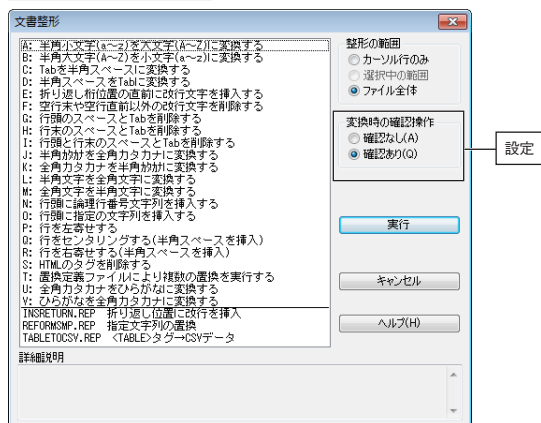 文書整形
A: 半角小文字(a～z)を大文字(A～Z)に変換する
B: 半角大文字(A～Z)を小文字(a～z)に変換する
C: Tabを半角スペースに変換する
D: 半角スペースをTabに変換する
E: 折り返し桁位置の直前に改行文字を挿入する
F: 空行末や空行直前以外の改行文字を削除する
G: 行頭のスペースとTabを削除する
H: 行末のスペースとTabを削除する
I: 行頭と行末のスペースとTabを削除する
J: 半角ｶﾀｶﾅを全角カタカナに変換する
K: 全角カタカナを半角ｶﾀｶﾅに変換する
L: 半角文字を全角文字に変換する
M: 全角文字を半角文字に変換する
N: 行頭に論理行番号文字列を挿入する
O: 行頭に指定の文字列を挿入する
P: 行を左寄せする
Q: 行をセンタリングする(半角スペースを挿入)
R: 行を右寄せする(半角スペースを挿入)
S: HTMLのタグを削除する
T: 置換定義ファイルにより複数の置換を実行する
U: 全角カタカナをひらがなに変換する
V: ひらがなを全角カタカナに変換する
INSRETURN.REP 折り返し位置に改行を挿入
REFORMSMP.REP 指定文字列の置換
TABLETOCSV.REP <TABLE>タグ→CSVデータ
整形の範囲
カーソル行のみ
選択中の範囲
ファイル全体
変換時の確認操作
確認なし(A)
確認あり(Q)
設定
実行
キャンセル
ヘルプ(H)
詳細説明